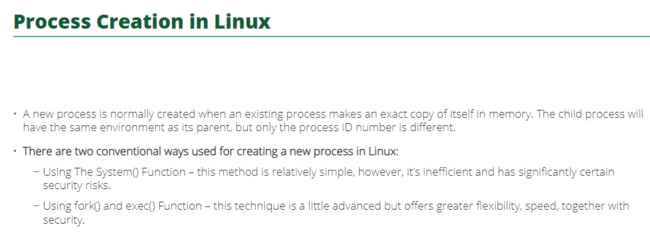 Process Creation in Linux
• A new process is normally created when an existing process makes an exact copy of itself in memory. The child process will
have the same environment as its parent, but only the process ID number is different.
• There are two conventional ways used for creating a new process in Linux:
– Using The System() Function – this method is relatively simple, however, it's inefficient and has significantly certain
security risks.
– Using fork() and exec() Function – this technique is a little advanced but offers greater flexibility, speed, together with
security.